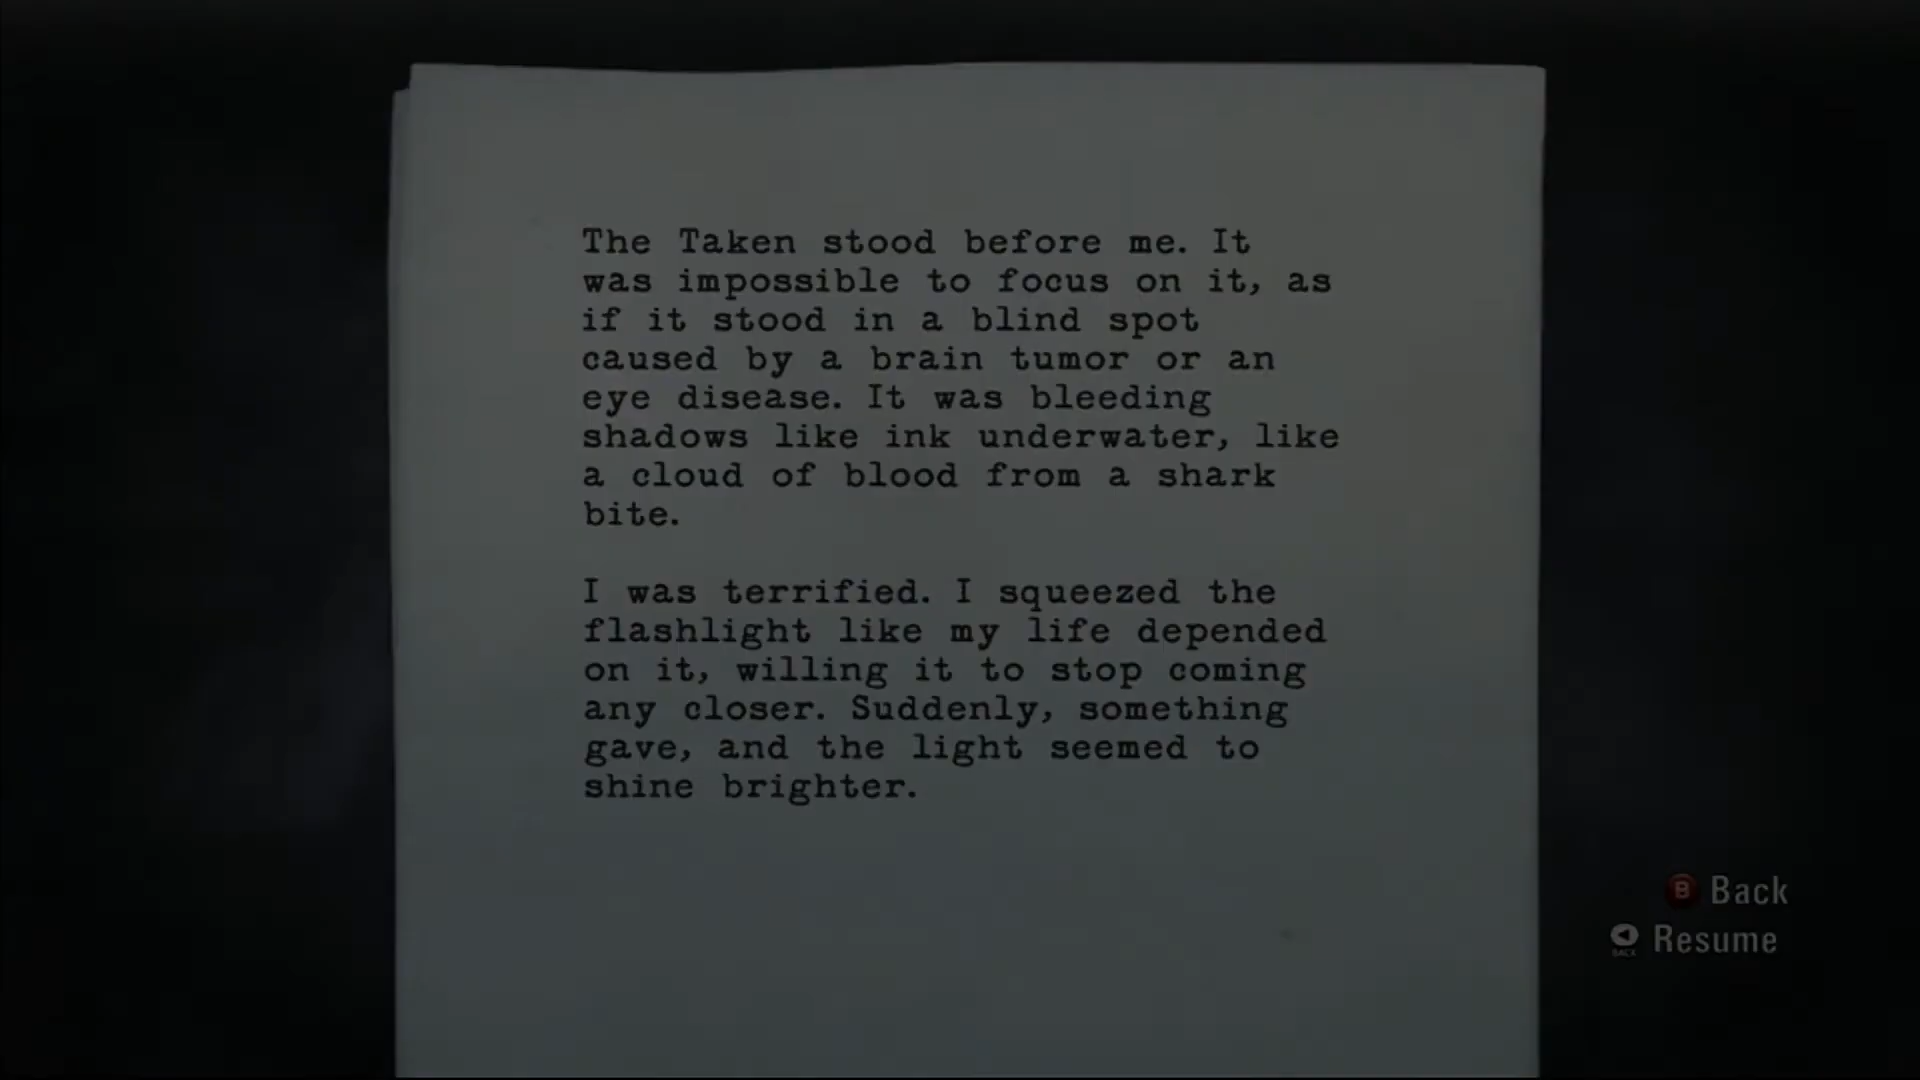 The Taken stood before me. It
was impossible to focus on it, as
if it stood in a blind spot
caused by a brain tumor or an
eye disease. It was bleeding
shadows like ink underwater, like
a cloud of blood from a shark
bite.
I was terrified. I squeezed the
flashlight like my life depended
on it, willing it to stop coming
any closer. Suddenly, something
gave, and the light seemed to
shine brighter.
B Back
BACK Resume